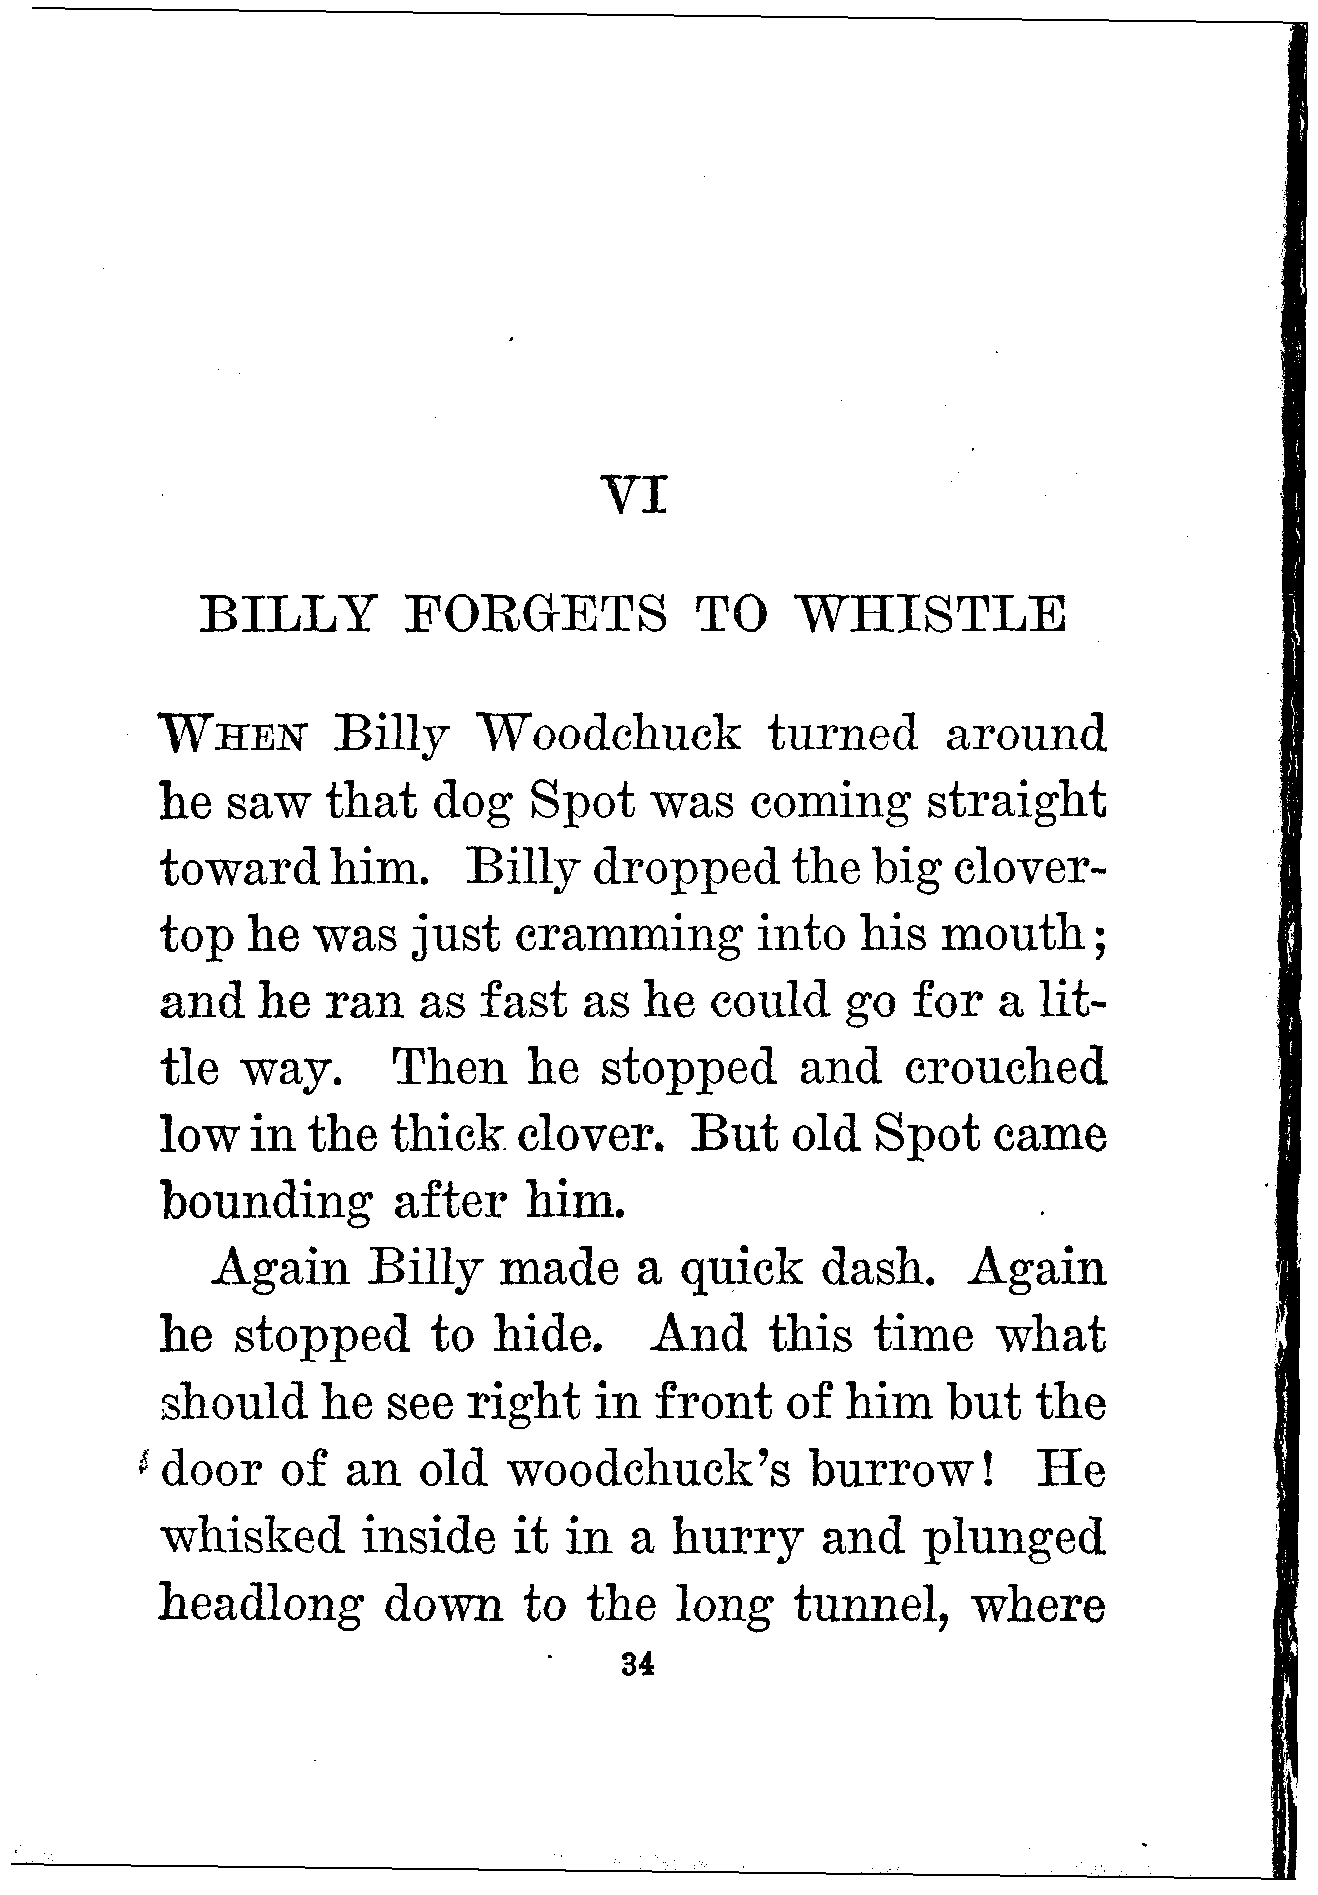 VI
BILLY FORGETS TO WHISTLE
WHEN Billy Woodchuck turned around
he saw that dog Spot was coming straight
toward him. Billy dropped the big clover-
top he was just cramming into his mouth;
and he ran as fast as he could go for a lit-
tle way. Then he stopped and crouched
low in the thick clover. But old Spot came
bounding after him.
Again Billy made a quick dash. Again
he stopped to hide. And this time what
should he see right in front of him but the
door of an old woodchuck's burrow! He
whisked inside it in a hurry and plunged
headlong down to the long tunnel, where
34